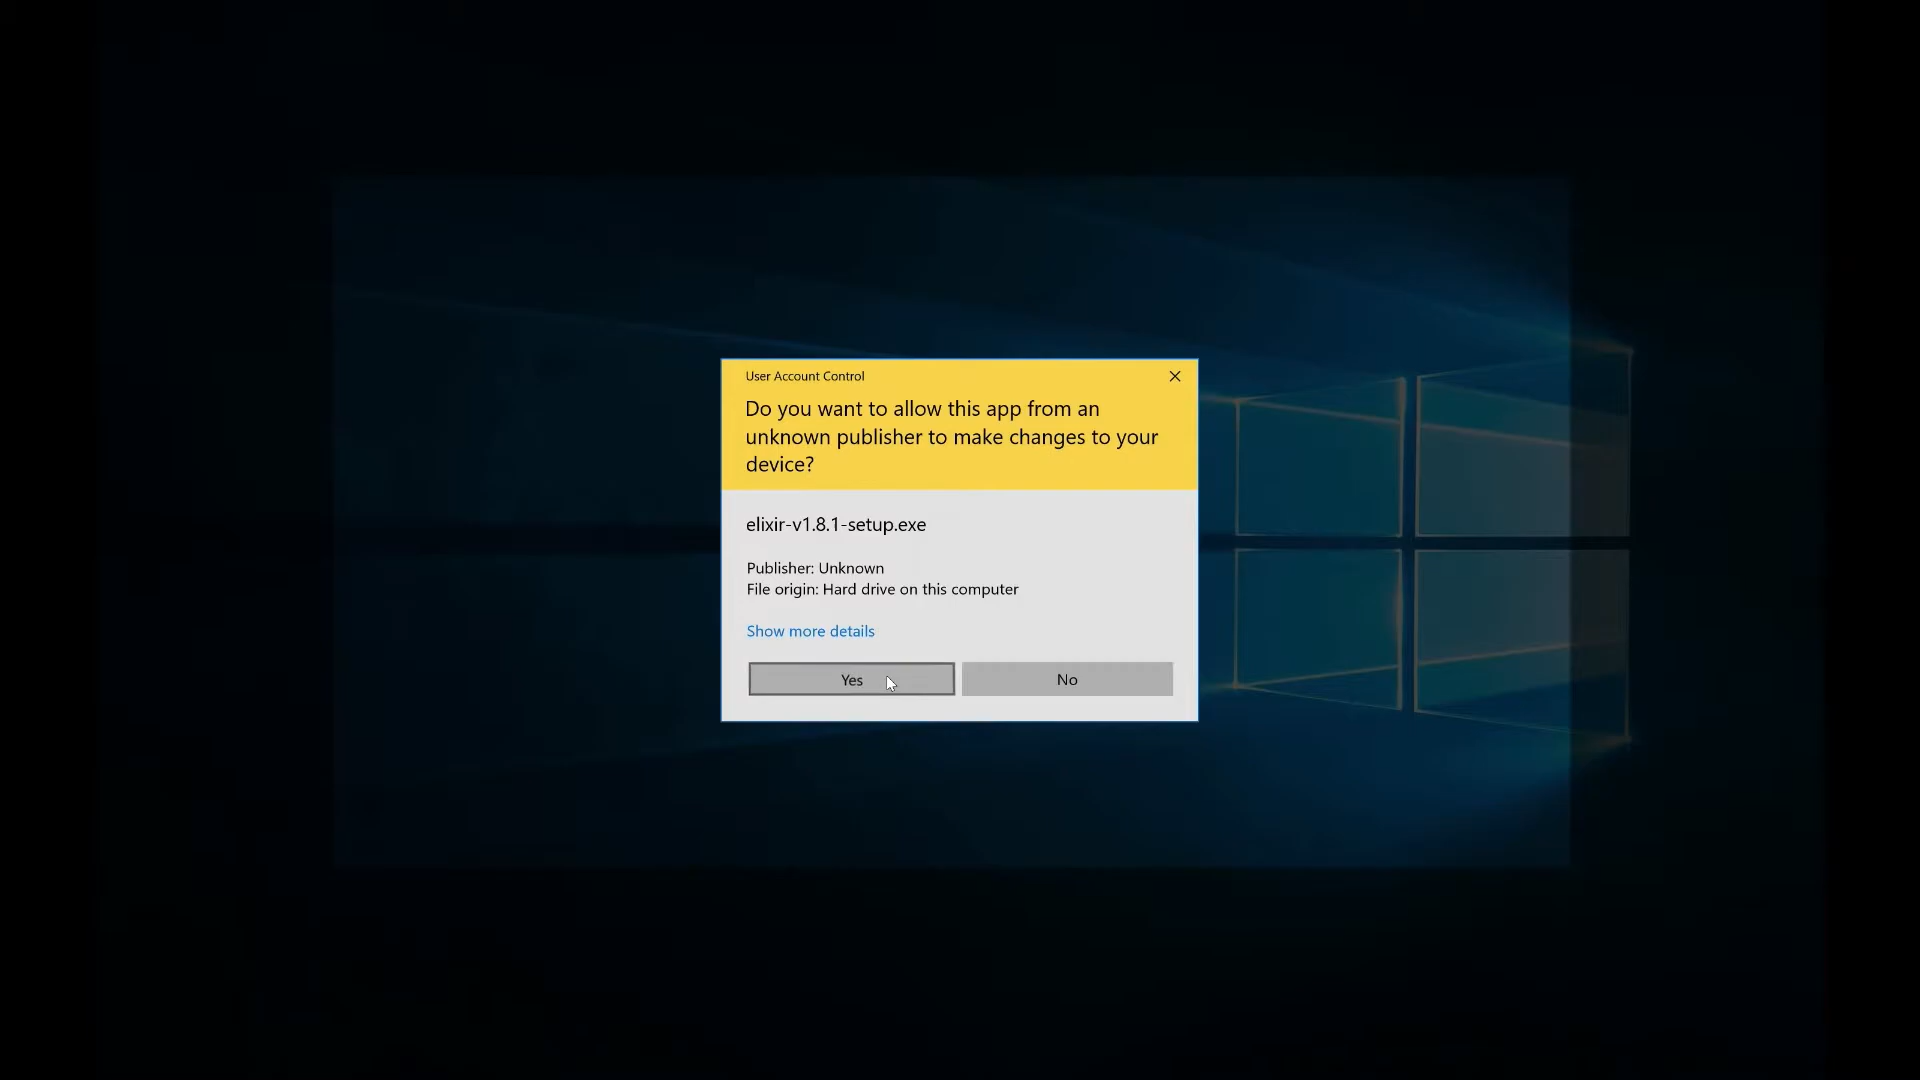 User Account Control
Do you want to allow this app from an
unknown publisher to make changes to your
device?
elixir-v1.8.1-setup.exe
Publisher: Unknown
File origin: Hard drive on this computer
Show more details
Yes
No